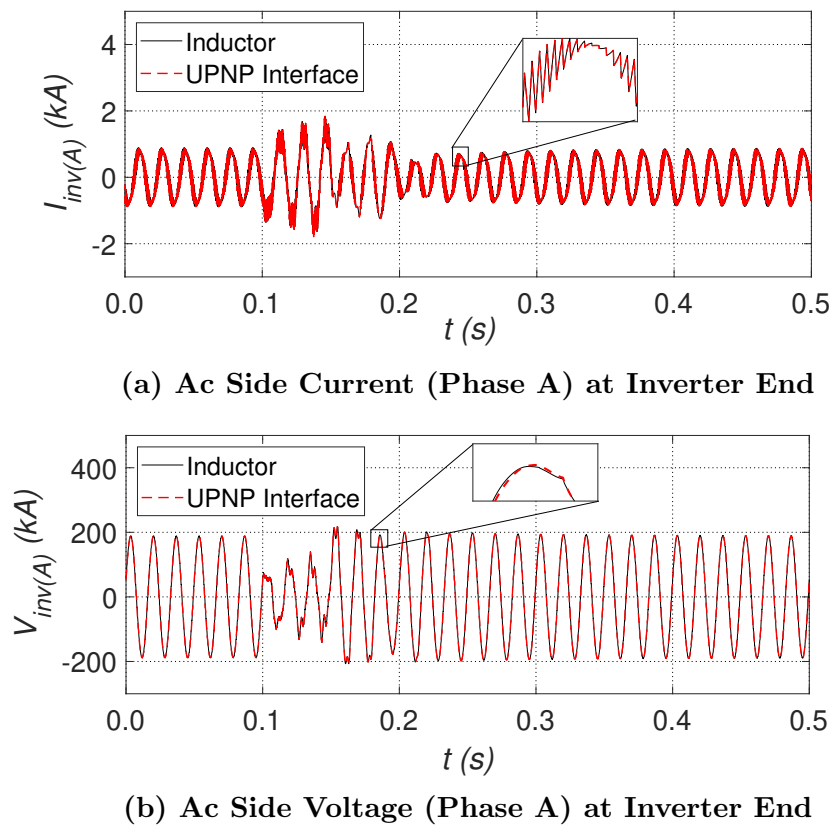 4
2
0
-2
I_inv(A) (kA)
Inductor
UPNP Interface
0.0 0.1 0.2 0.3 0.4 0.5
t (s)
(a) Ac Side Current (Phase A) at Inverter End
400
200
0
-200
V_inv(A) (kA)
Inductor
UPNP Interface
0.0 0.1 0.2 0.3 0.4 0.5
t (s)
(b) Ac Side Voltage (Phase A) at Inverter End